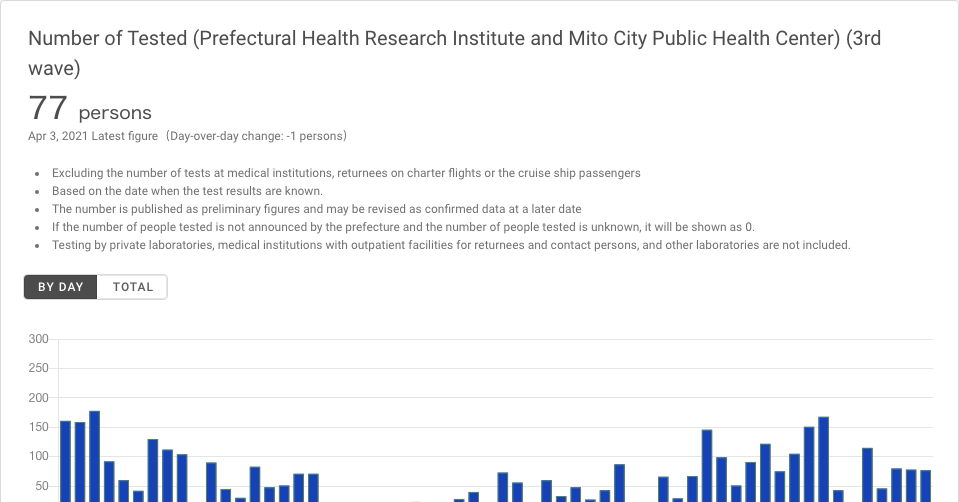 Number of Tested (Prefectural Health Research Institute and Mito City Public Health Center) (3rd
wave)
77 persons
Apr 3, 2021 Latest figure（Day-over-day change: -1 persons）
• Excluding the number of tests at medical institutions, returnees on charter flights or the cruise ship passengers
• Based on the date when the test results are known.
• The number is published as preliminary figures and may be revised as confirmed data at a later date
• If the number of people tested is not announced by the prefecture and the number of people tested is unknown, it will be shown as 0.
• Testing by private laboratories, medical institutions with outpatient facilities for returnees and contact persons, and other laboratories are not included.
BY DAY TOTAL
300
250
200
150
100
50